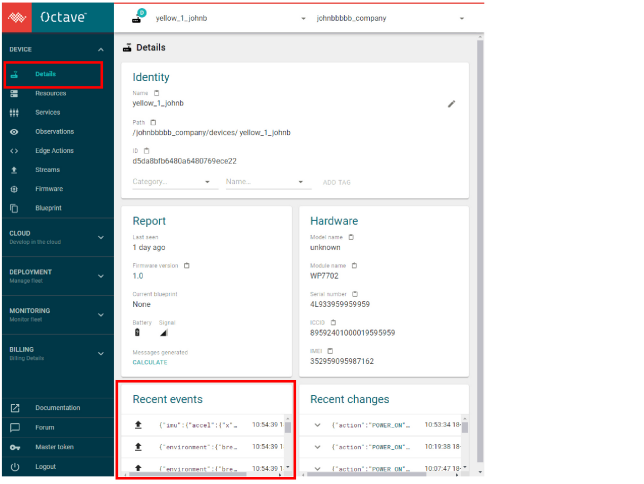 Octave
yellow_1_johnb
johnbbbbb_company
DEVICE
Details
Resources
Services
Observations
Edge Actions
Streams
Firmware
Blueprint
CLOUD
Develop in the cloud
DEPLOYMENT
Manage fleet
MONITORING
Monitor fleet
BILLING
Billing Details
Documentation
Forum
Master token
Logout
Details
Identity
Name
yellow_1_johnb
Path
/johnbbbbb_company/devices/ yellow_1_johnb
ID
d5da8bfb6480a6480769ece22
Category...
Name...
ADD TAG
Report
Last seen
1 day ago
Firmware version
1.0
Current blueprint
None
Battery Signal
Messages generated
CALCULATE
Hardware
Model name
unknown
Module name
WP7702
Serial number
4L933959959959
ICCID
89592401000019595959
IMEI
352959095987162
Recent events
{"imu":{"accel":{"x"… 10:54:39 1
{"environment":{"bre… 10:54:39 1
{"environment":{"bre… 10:54:39 1
Recent changes
{"action":"POWER_ON"… 10:53:34 18-
{"action":"POWER_ON"… 10:19:38 18-
{"action":"POWER_ON"… 10:07:47 18-